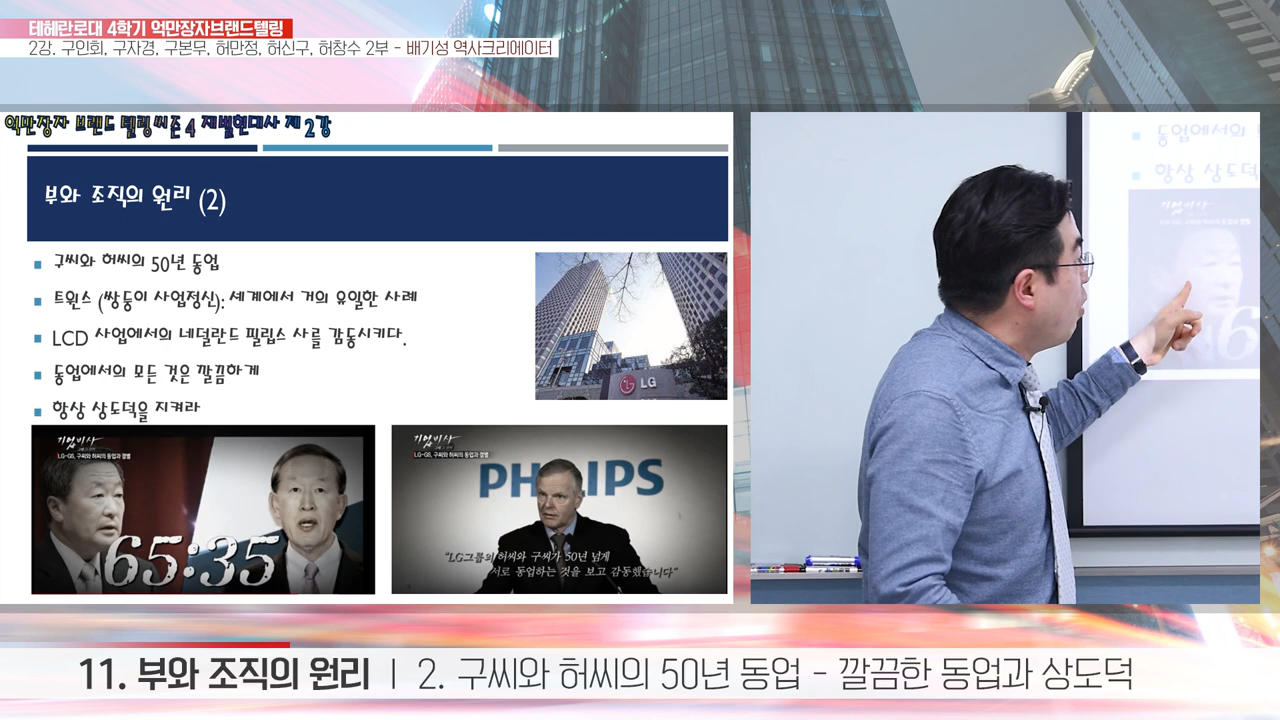 테헤란로대 4학기 억만장자브랜드텔링
2강. 구인회, 구자경, 구본무, 허만정, 허신구, 허창수 2부 - 배기성 역사크리에이터
억만장자 브랜드 텔링 씨즌 4 재벌현대사 제 2강
부와 조직의 원리 (2)
구씨와 허씨의 50년 동업
트윈스 (쌍둥이 사업정신): 세계에서 거의 유일한 사례
LCD 사업에서의 네덜란드 필립스 사를 감동시키다.
동업에서의 모든 것은 깔끔하게
항상 상도덕을 지켜라
LG
기업비사
LG-GS, 구씨와 허씨의 동업과 결별
65:35
기업비사
LG-GS, 구씨와 허씨의 동업과 결별
PHILIPS
"LG그룹의 허씨와 구씨가 50년 넘게
서로 동업하는 것을 보고 감동했습니다"
동업에서의
항상 상도덕
기업비사
6
11. 부와 조직의 원리 | 2. 구씨와 허씨의 50년 동업 - 깔끔한 동업과 상도덕